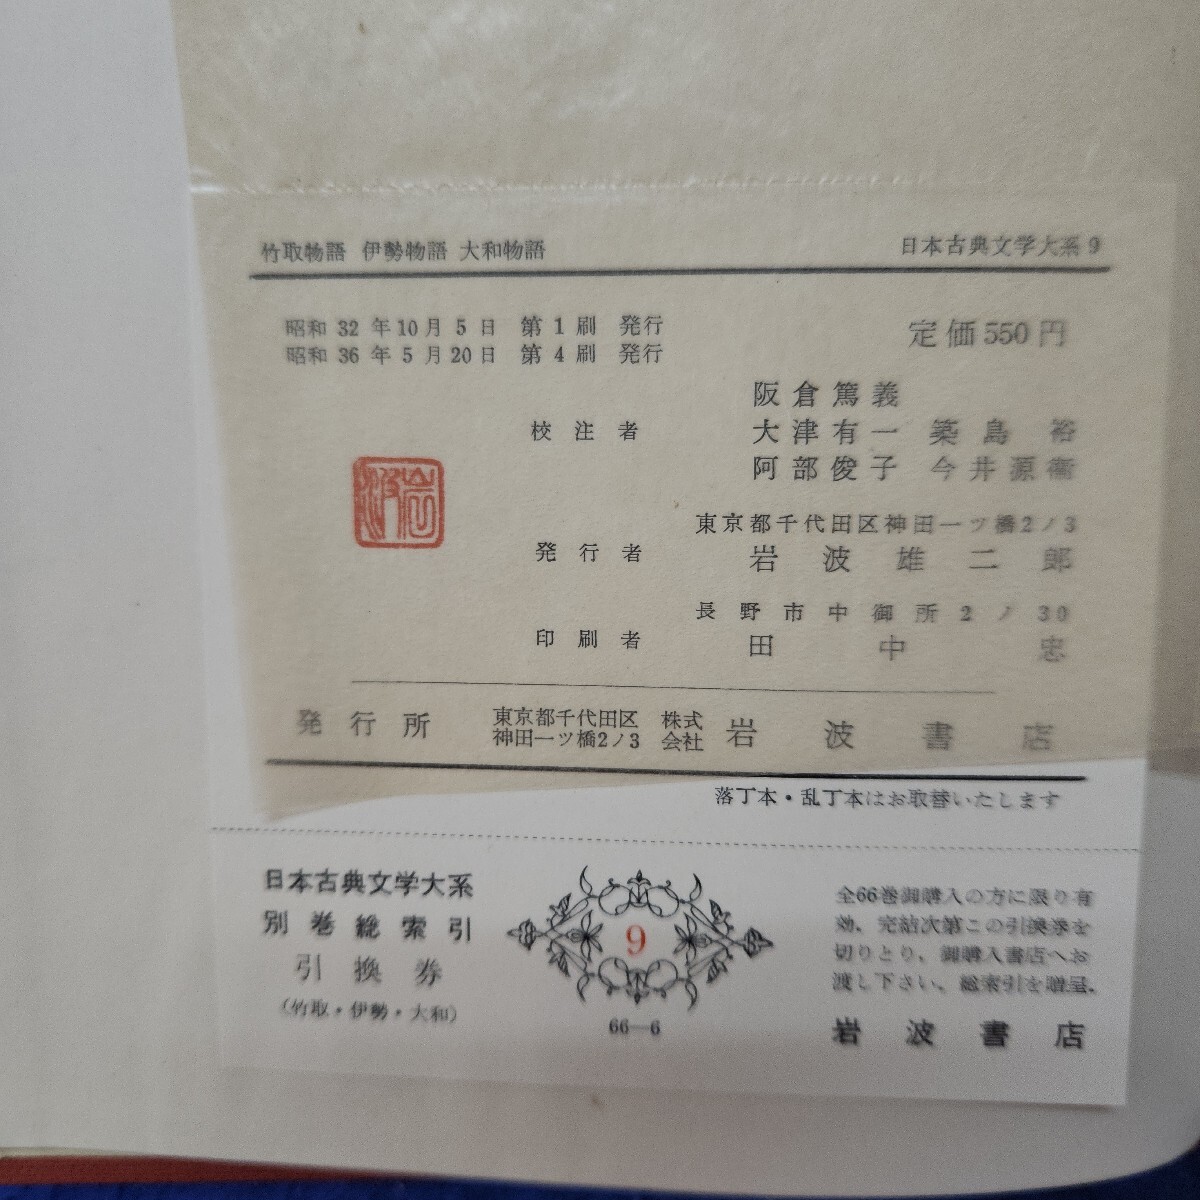 竹取物語 伊勢物語 大和物語
日本古典文学大系 9
昭和 32 年 10 月 5 日 第 1 刷 発行
昭和 36 年 5 月 20 日 第 4 刷 発行
定価 550 円
校注者
阪倉篤義
大津有一 築島裕
阿部俊子 今井源衛
岩波
東京都千代田区神田一ツ橋2ノ3
発行者 岩波雄二郎
長野市中御所2ノ30
印刷者 田中忠
発行所 東京都千代田区神田一ツ橋2ノ3 株式会社 岩波書店
落丁本・乱丁本はお取替いたします
日本古典文学大系
別巻総索引
引換券
(竹取・伊勢・大和)
9
66—6
全66巻御購入の方に限り有
効、完結次第この引換券を
切りとり、御購入書店へお
渡し下さい、総索引を贈呈.
岩波書店